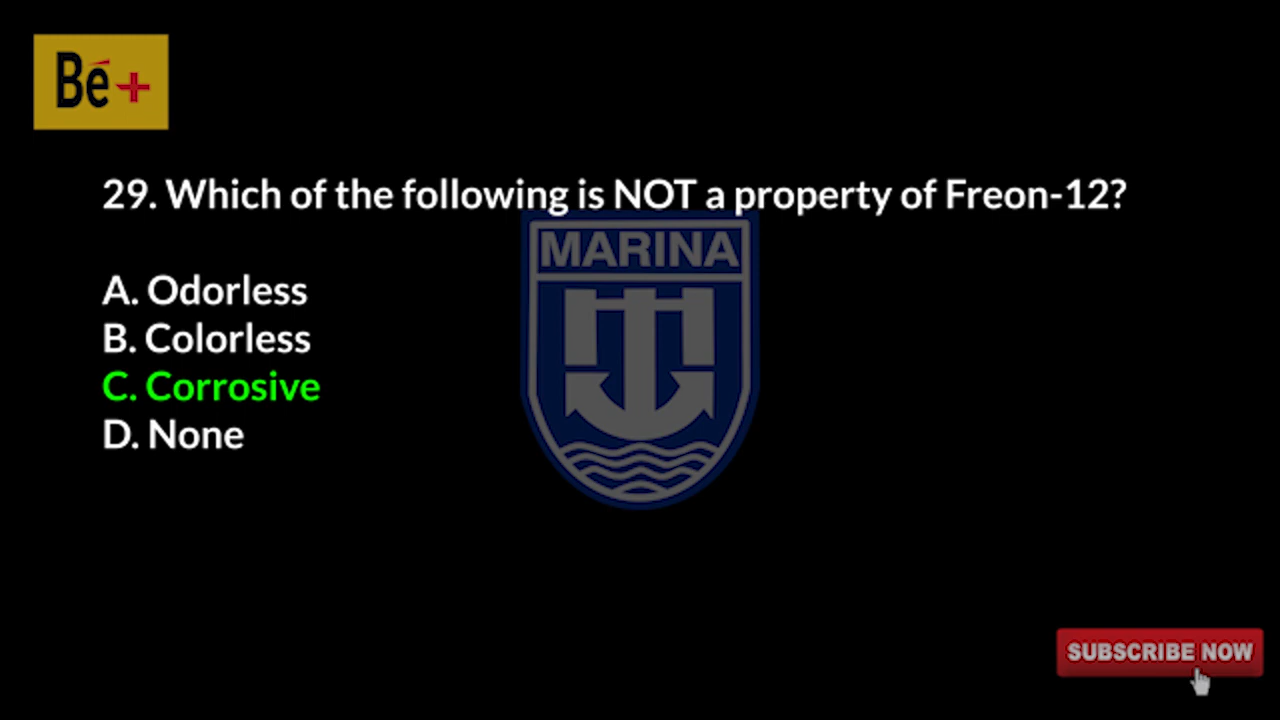 Bé+
29. Which of the following is NOT a property of Freon-12?
MARINA
A. Odorless
B. Colorless
C. Corrosive
D. None
SUBSCRIBE NOW